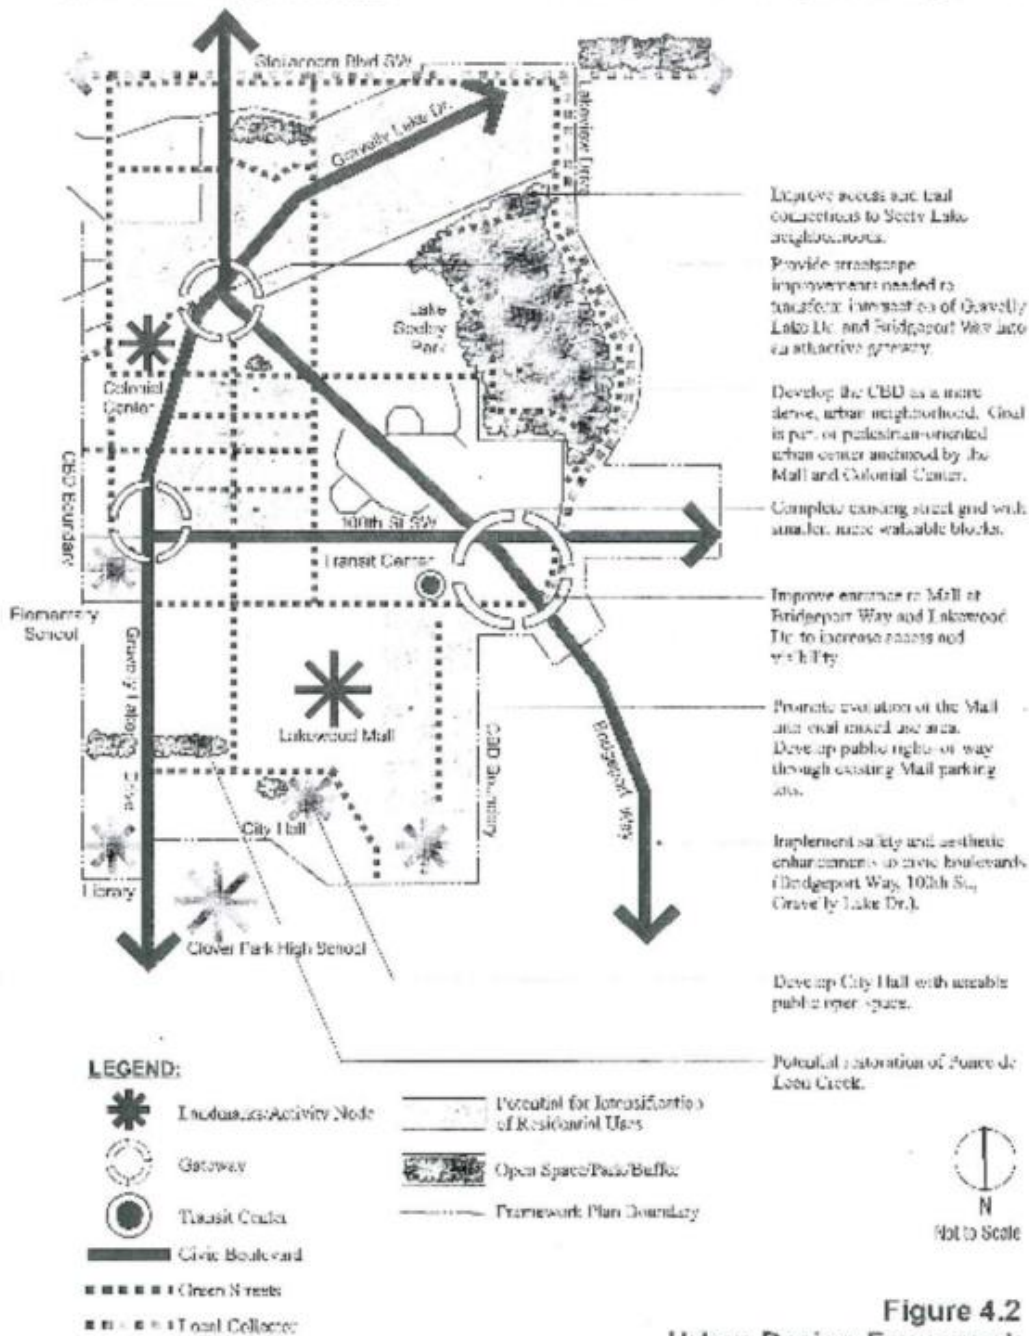 Steilacoom Blvd SW
Gravelly Lake Dr.
Lakeview Drive
Lake
Seeley
Park
Colonial
Center
CBD Boundary
100th St SW
Transit Center
Elementary
School
Gravelly Lake Drive
Lakewood Mall
CBD Boundary
Bridgeport Way
City Hall
Library
Clover Park High School
Improve access and trail
connections to Seely Lake
neighborhoods.
Provide streetscape
improvements needed to
transform intersection of Gravelly
Lake Dr. and Bridgeport Way into
an attractive gateway.
Develop the CBD as a more
dense, urban neighborhood. Goal
is part of pedestrian-oriented
urban center anchored by the
Mall and Colonial Center.
Complete existing street grid with
smaller, more walkable blocks.
Improve entrance to Mall at
Bridgeport Way and Lakewood
Dr. to increase access and
visibility.
Promote evolution of the Mall
into vital mixed use area.
Develop public rights-of-way
through existing Mall parking
lots.
Implement safety and aesthetic
enhancements to civic boulevards
(Bridgeport Way, 100th St.,
Gravelly Lake Dr.).
Develop City Hall with useable
public open space.
Potential restoration of Ponce de
Leon Creek.
LEGEND:
Landmarks/Activity Node
Gateway
Transit Center
Civic Boulevard
Green Streets
Local Collector
Potential for Intensification
of Residential Uses
Open Space/Park/Buffer
Framework Plan Boundary
N
Not to Scale
Figure 4.2
Urban Design Framework